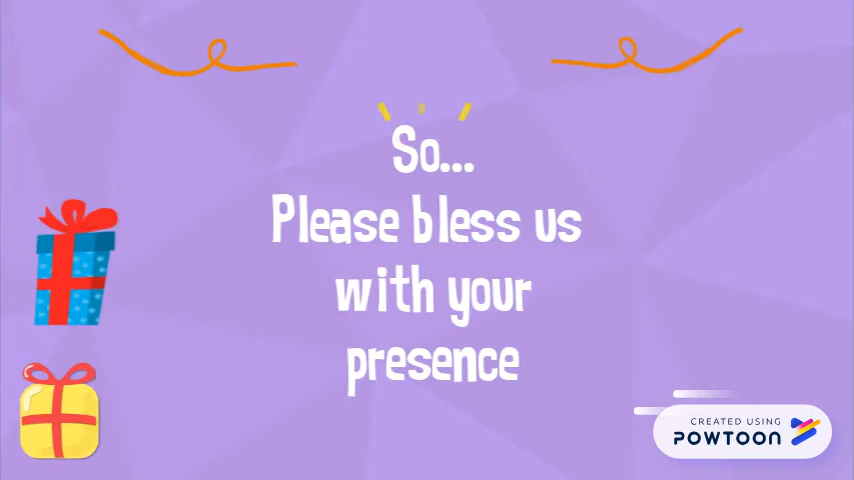 So...
Please bless us
with your
presence
CREATED USING
POWTOON